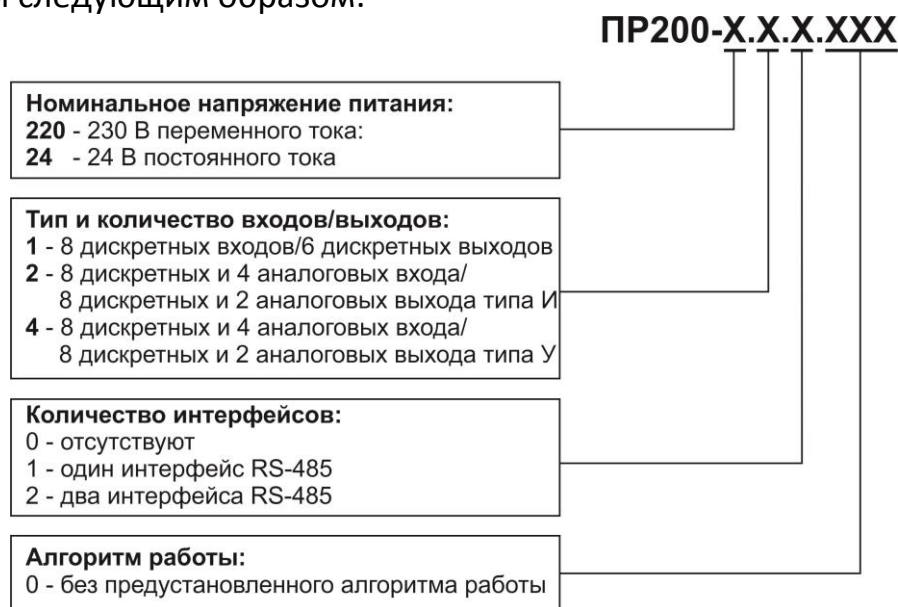 и следующим образом:
ПР200-Х.Х.Х.ХХХ
Номинальное напряжение питания:
220 - 230 В переменного тока:
24 - 24 В постоянного тока
Тип и количество входов/выходов:
1 - 8 дискретных входов/6 дискретных выходов
2 - 8 дискретных и 4 аналоговых входа/
8 дискретных и 2 аналоговых выхода типа И
4 - 8 дискретных и 4 аналоговых входа/
8 дискретных и 2 аналоговых выхода типа У
Количество интерфейсов:
0 - отсутствуют
1 - один интерфейс RS-485
2 - два интерфейса RS-485
Алгоритм работы:
0 - без предустановленного алгоритма работы